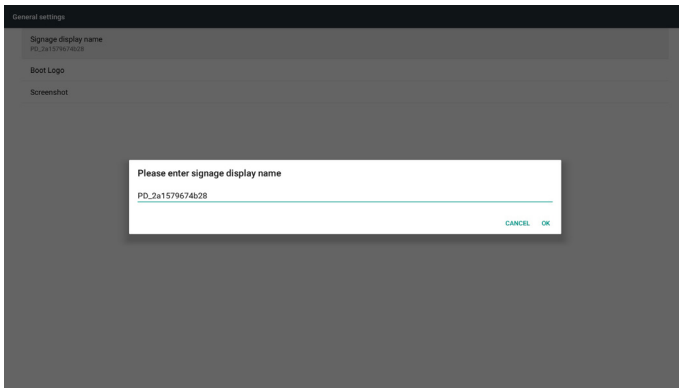 General settings
Signage display name
PD_2a1579674b28
Boot Logo
Screenshot
Please enter signage display name
PD_2a1579674b28
CANCEL OK